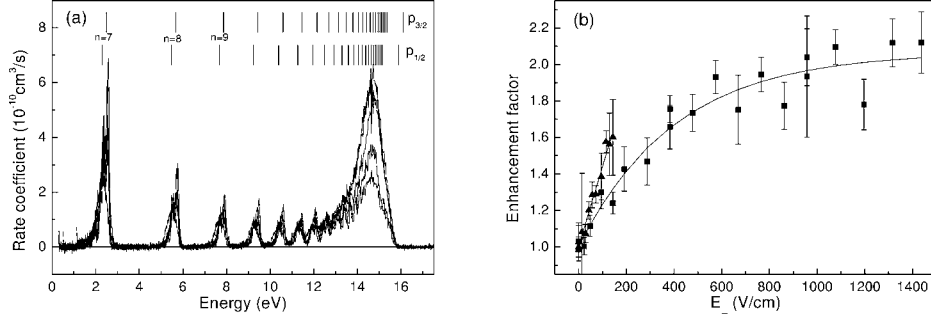 (a)
p3/2
n=7
n=8
n=9
p1/2
Rate coefficient (10-10cm3/s)
8
6
4
2
0
0 2 4 6 8 10 12 14 16
Energy (eV)
(b)
Enhancement factor
2.2
2.0
1.8
1.6
1.4
1.2
1.0
0 200 400 600 800 1000 1200 1400
E (V/cm)